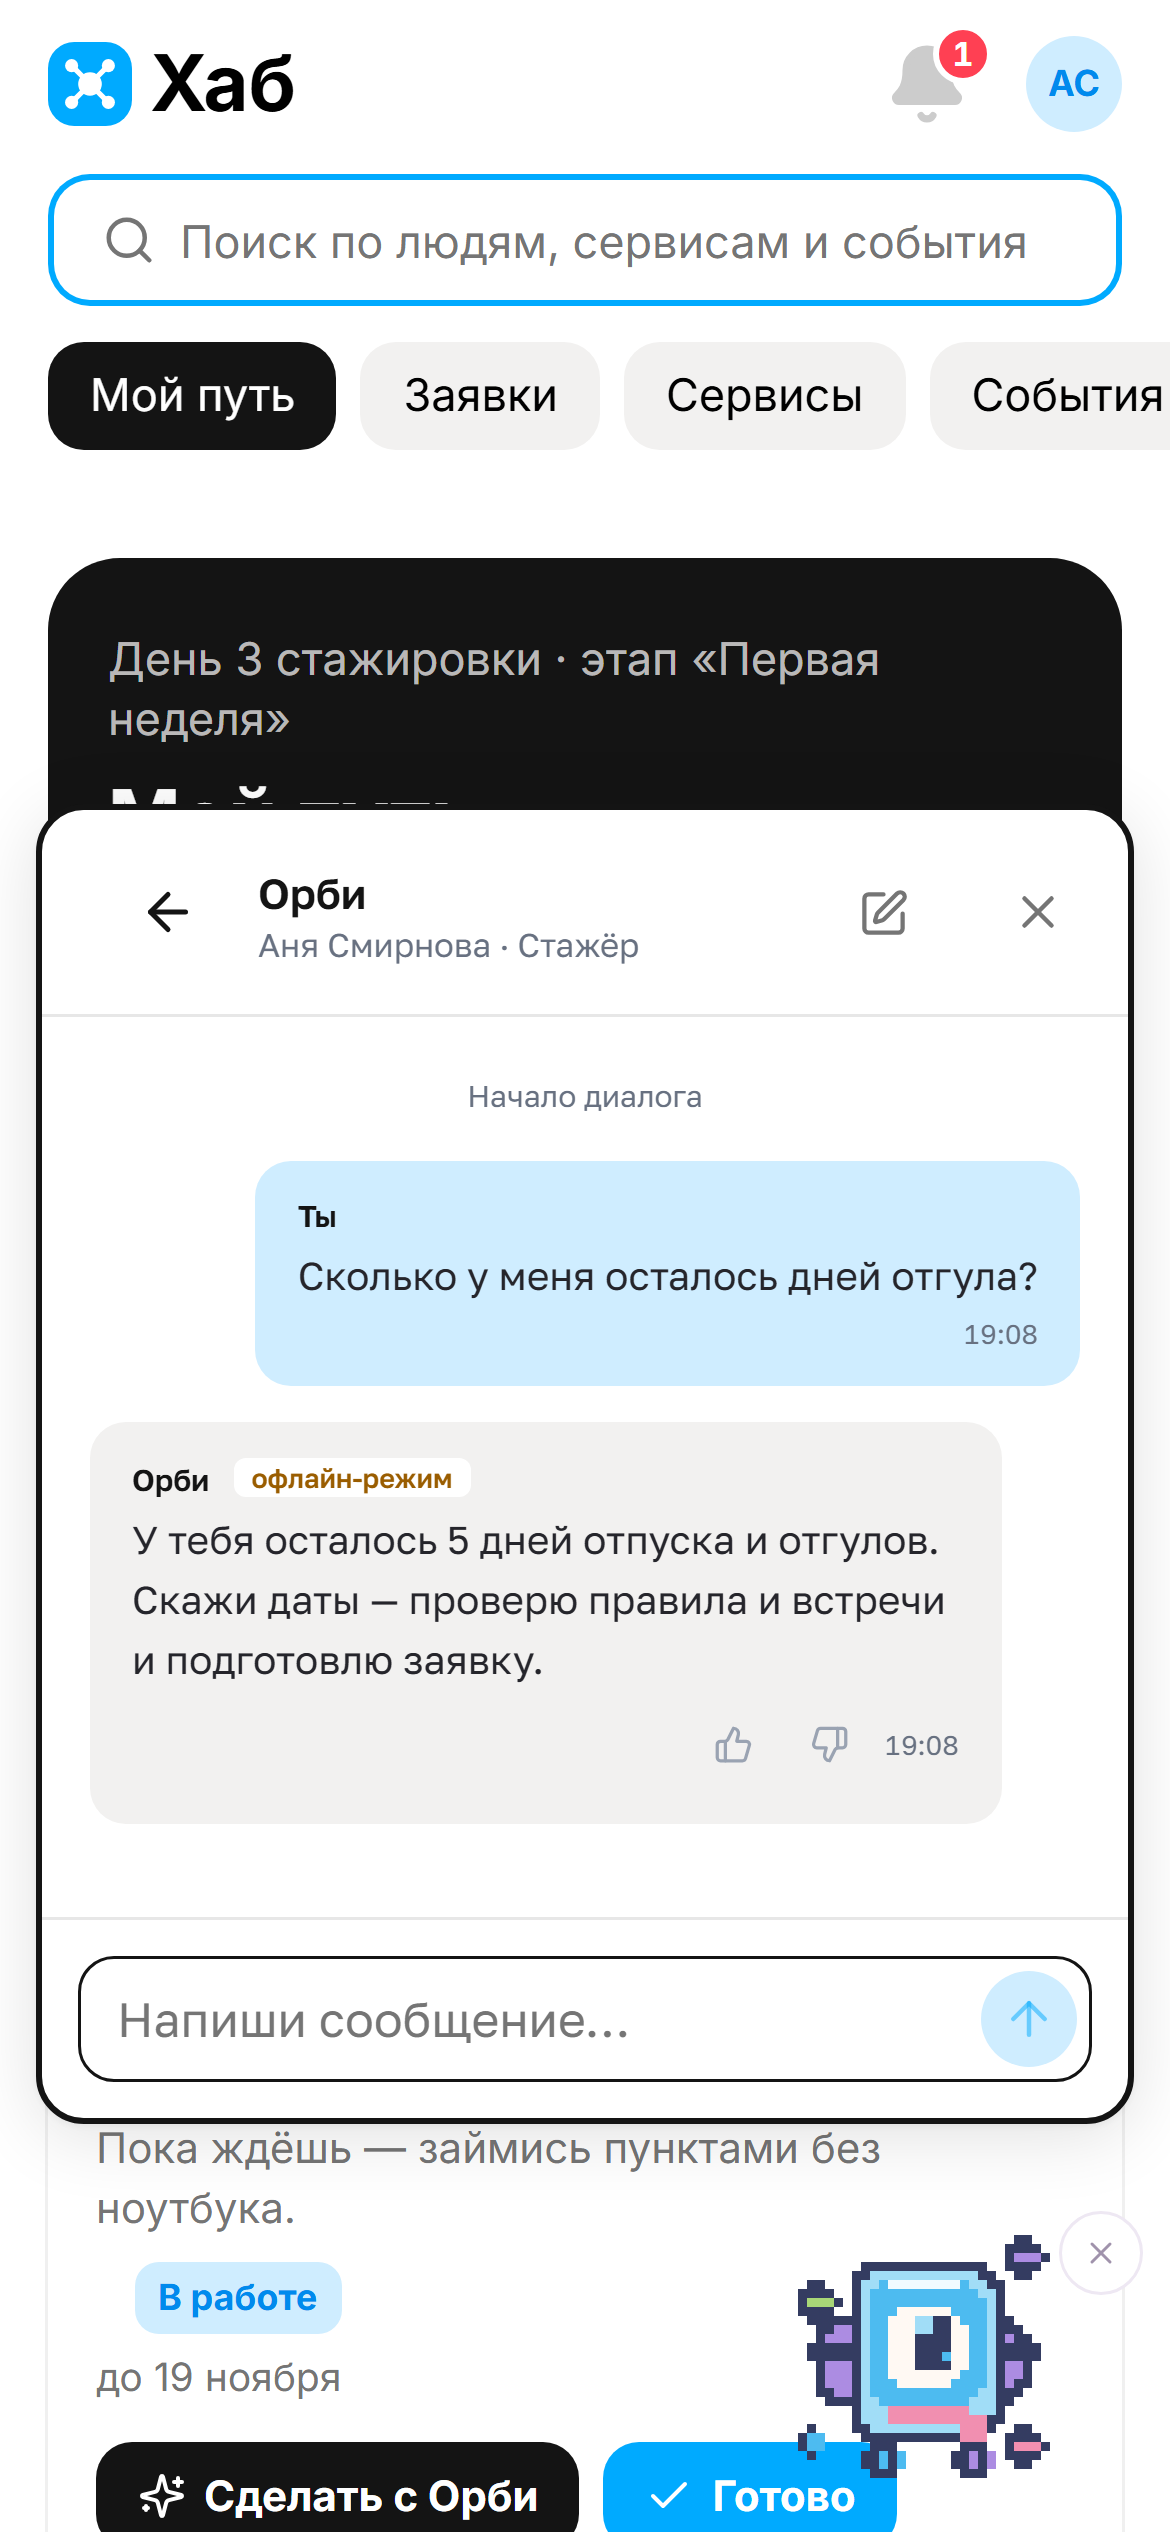 Хаб
1
АС
Поиск по людям, сервисам и события
Мой путь
Заявки
Сервисы
События
День 3 стажировки · этап «Первая
неделя»
Орби
Аня Смирнова · Стажёр
Начало диалога
Ты
Сколько у меня осталось дней отгула?
19:08
Орби
офлайн-режим
У тебя осталось 5 дней отпуска и отгулов.
Скажи даты — проверю правила и встречи
и подготовлю заявку.
19:08
Напиши сообщение...
Пока ждёшь — займись пунктами без
ноутбука.
В работе
до 19 ноября
Сделать с Орби
Готово